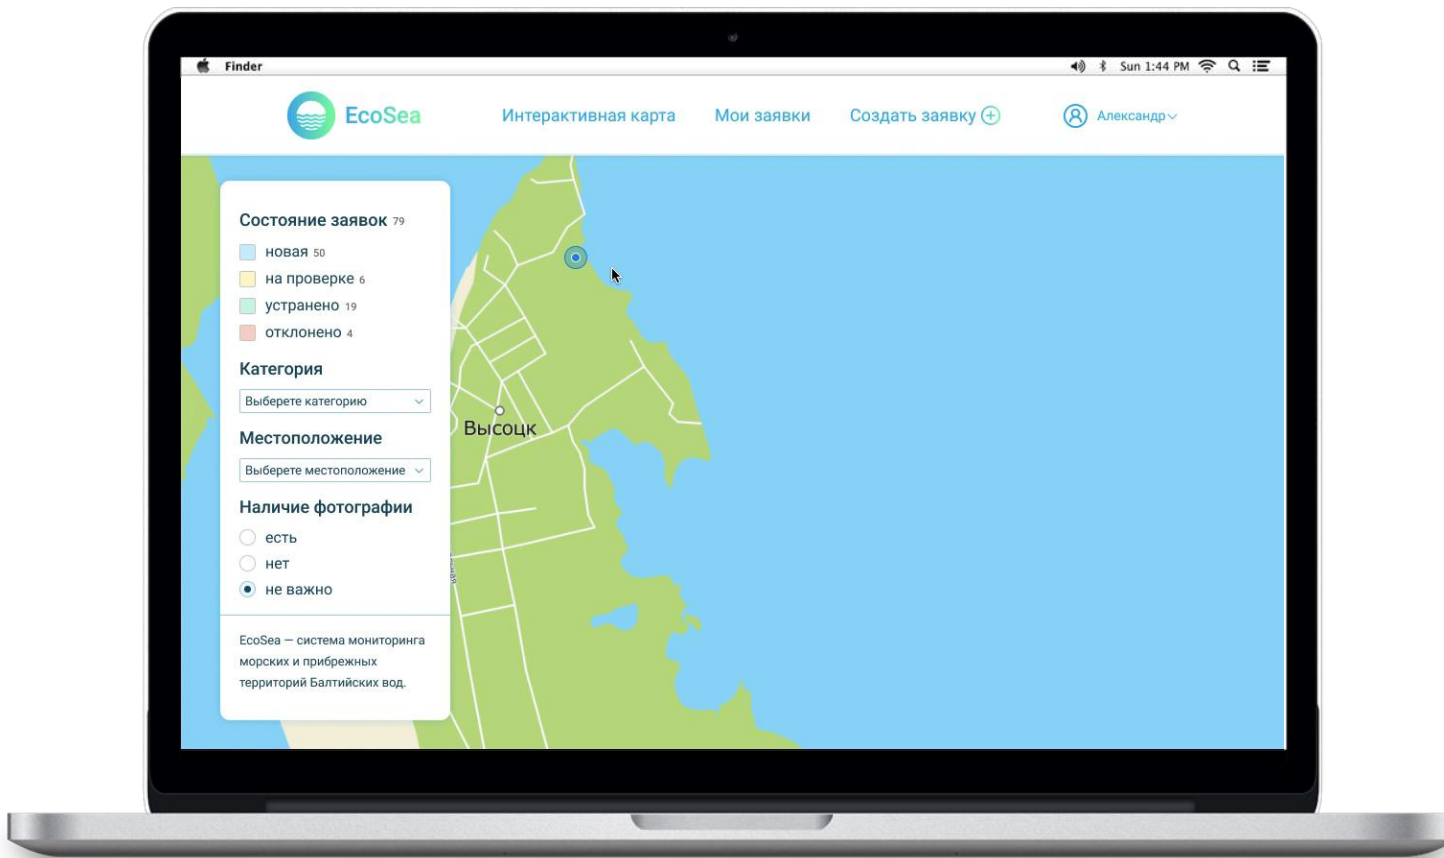 Finder
Sun 1:44 PM
EcoSea
Интерактивная карта
Мои заявки
Создать заявку
Александр
Состояние заявок 79
новая 50
на проверке 6
устранено 19
отклонено 4
Категория
Выберете категорию
Местоположение
Выберете местоположение
Наличие фотографии
есть
нет
не важно
EcoSea — система мониторинга
морских и прибрежных
территорий Балтийских вод.
Высоцк